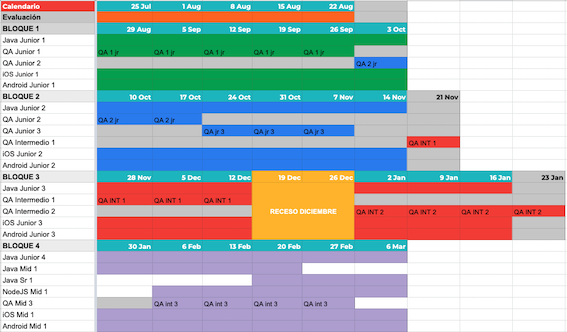 Calendario 25 Jul 1 Aug 8 Aug 15 Aug 22 Aug
Evaluación
BLOQUE 1 29 Aug 5 Sep 12 Sep 19 Sep 26 Sep 3 Oct
Java Junior 1
QA Junior 1 QA 1 jr QA 1 jr QA 1 jr QA 1 jr QA 1 jr
QA Junior 2 QA 2 jr
iOS Junior 1
Android Junior 1
BLOQUE 2 10 Oct 17 Oct 24 Oct 31 Oct 7 Nov 14 Nov 21 Nov
Java Junior 2
QA Junior 2 QA 2 jr QA 2 jr
QA Junior 3 QA jr 3 QA jr 3 QA jr 3
QA Intermedio 1 QA INT 1
iOS Junior 2
Android Junior 2
BLOQUE 3 28 Nov 5 Dec 12 Dec 19 Dec 26 Dec 2 Jan 9 Jan 16 Jan 23 Jan
Java Junior 3
QA Intermedio 1 QA INT 1 QA INT 1 QA INT 1
RECESO DICIEMBRE
QA Intermedio 2 QA INT 2 QA INT 2 QA INT 2 QA INT 2
iOS Junior 3
Android Junior 3
BLOQUE 4 30 Jan 6 Feb 13 Feb 20 Feb 27 Feb 6 Mar
Java Junior 4
Java Mid 1
Java Sr 1
NodeJS Mid 1
QA Mid 3 QA int 3 QA int 3 QA int 3 QA int 3
iOS Mid 1
Android Mid 1